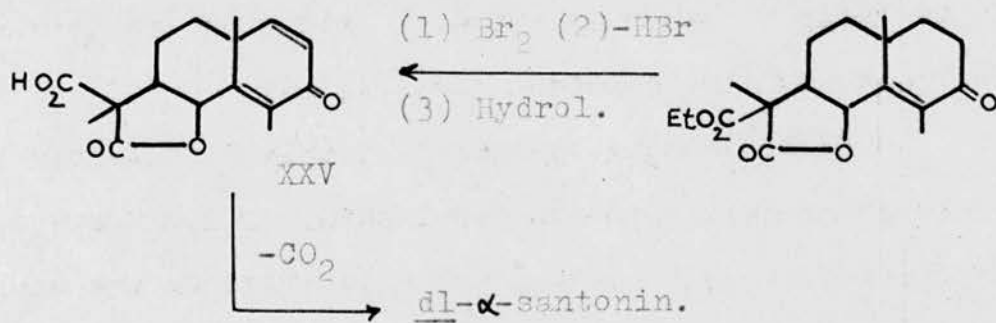 (1) Br2 (2)-HBr
(3) Hydrol.
HO2C
OC
O
O
XXV
EtO2C
OC
O
O
-CO2
dl-α-santonin.